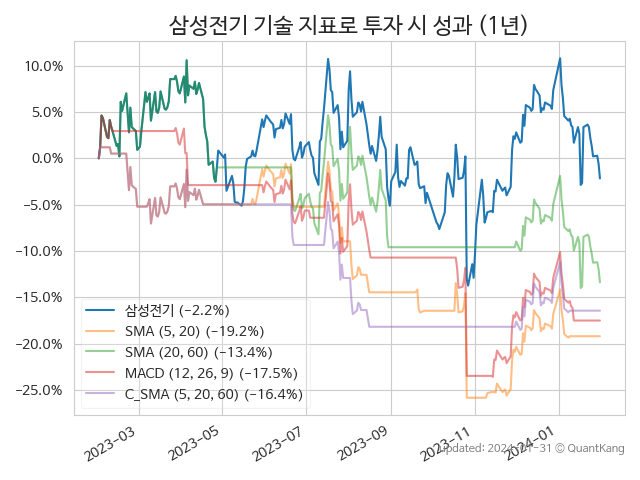 삼성전기 기술 지표로 투자 시 성과 (1년)
10.0%
5.0%
0.0%
−5.0%
−10.0%
−15.0%
−20.0%
−25.0%
삼성전기 (−2.2%)
SMA (5, 20) (−19.2%)
SMA (20, 60) (−13.4%)
MACD (12, 26, 9) (−17.5%)
C_SMA (5, 20, 60) (−16.4%)
2023−03
2023−05
2023−07
2023−09
2023−11
2024−01
updated: 2024−01−31 © QuantKang